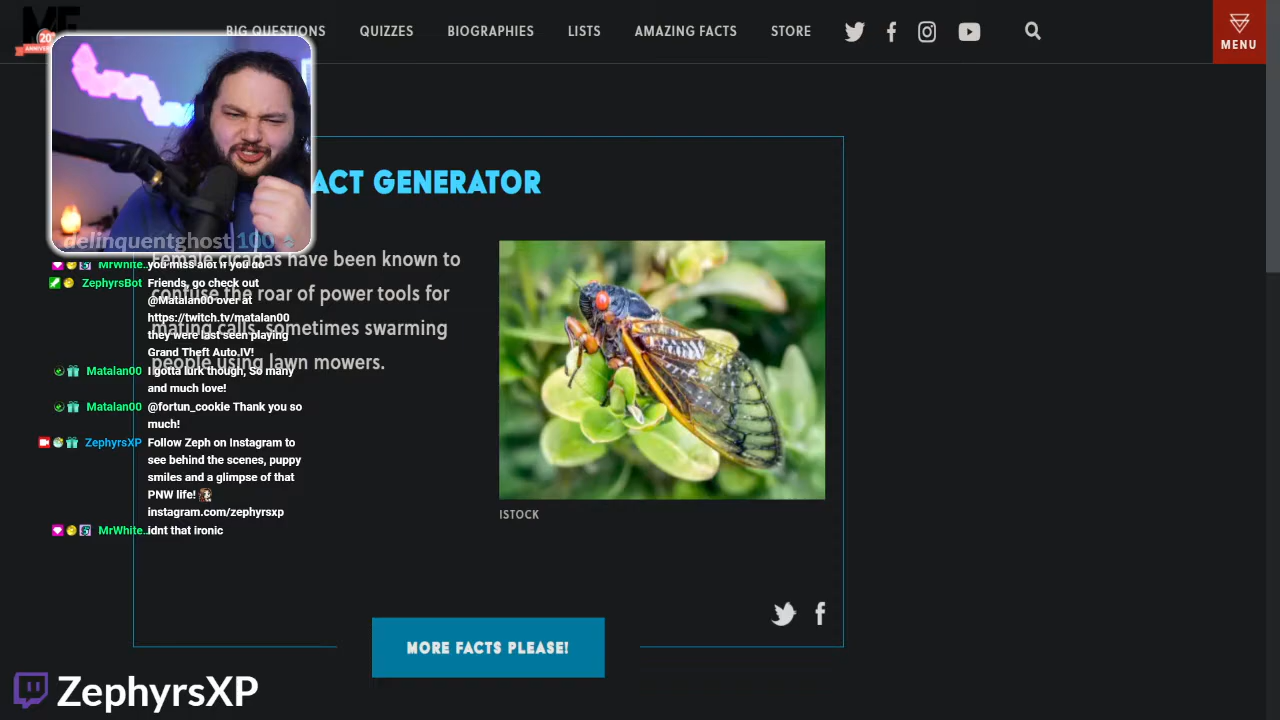 BIG QUESTIONS QUIZZES BIOGRAPHIES LISTS AMAZING FACTS STORE
MENU
20
ANNIVERSARY
ACT GENERATOR
delinquentghost 100
Female cicadas have been known to
confuse the roar of power tools for
mating calls, sometimes swarming
people using lawn mowers.
ISTOCK
MrWhite.. you miss alot if you go
ZephyrsBot Friends, go check out
@Matalan00 over at
https://twitch.tv/matalan00
they were last seen playing
Grand Theft Auto IV!
Matalan00 I gotta lurk though, So many
and much love!
Matalan00 @fortun_cookie Thank you so
much!
ZephyrsXP Follow Zeph on Instagram to
see behind the scenes, puppy
smiles and a glimpse of that
PNW life!
instagram.com/zephyrsxp
MrWhite.. idnt that ironic
MORE FACTS PLEASE!
ZephyrsXP